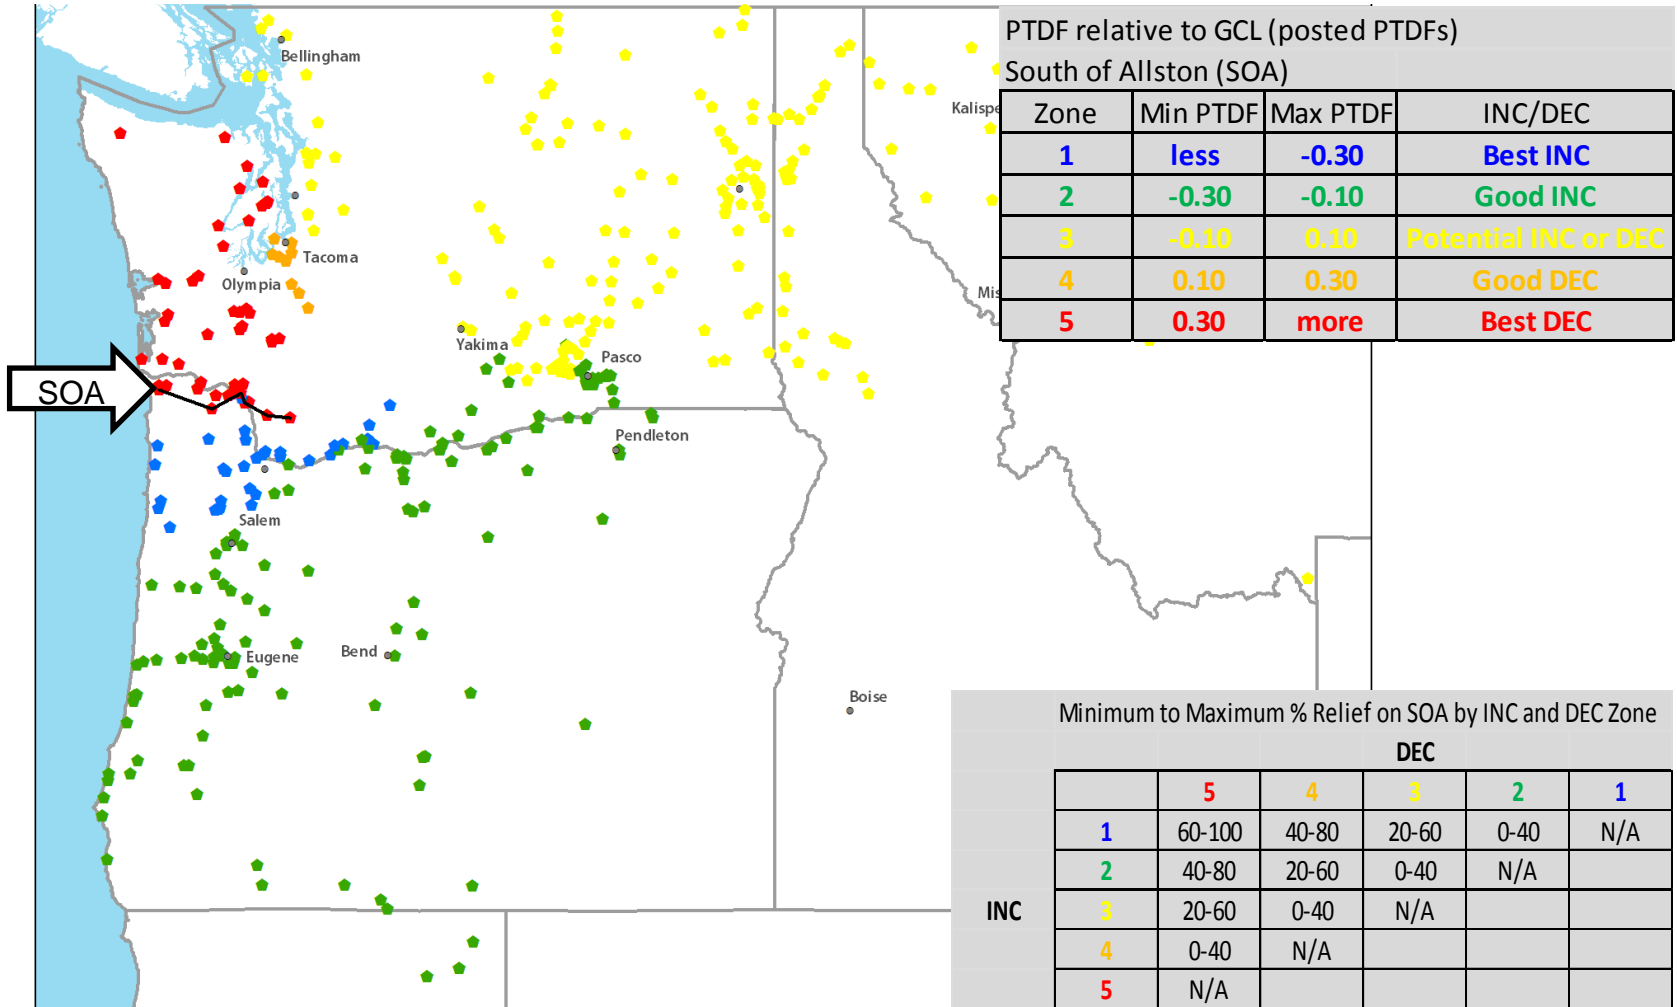 PTDF relative to GCL (posted PTDFs)
South of Allston (SOA)
Zone Min PTDF Max PTDF INC/DEC
1 less -0.30 Best INC
2 -0.30 -0.10 Good INC
3 -0.10 0.10 Potential INC or DEC
4 0.10 0.30 Good DEC
5 0.30 more Best DEC
Bellingham
Kalispe
Tacoma
Olympia
Mis
Yakima
Pasco
SOA
Pendleton
Salem
Eugene
Bend
Boise
Minimum to Maximum % Relief on SOA by INC and DEC Zone
DEC
5 4 3 2 1
1 60-100 40-80 20-60 0-40 N/A
2 40-80 20-60 0-40 N/A
INC 3 20-60 0-40 N/A
4 0-40 N/A
5 N/A